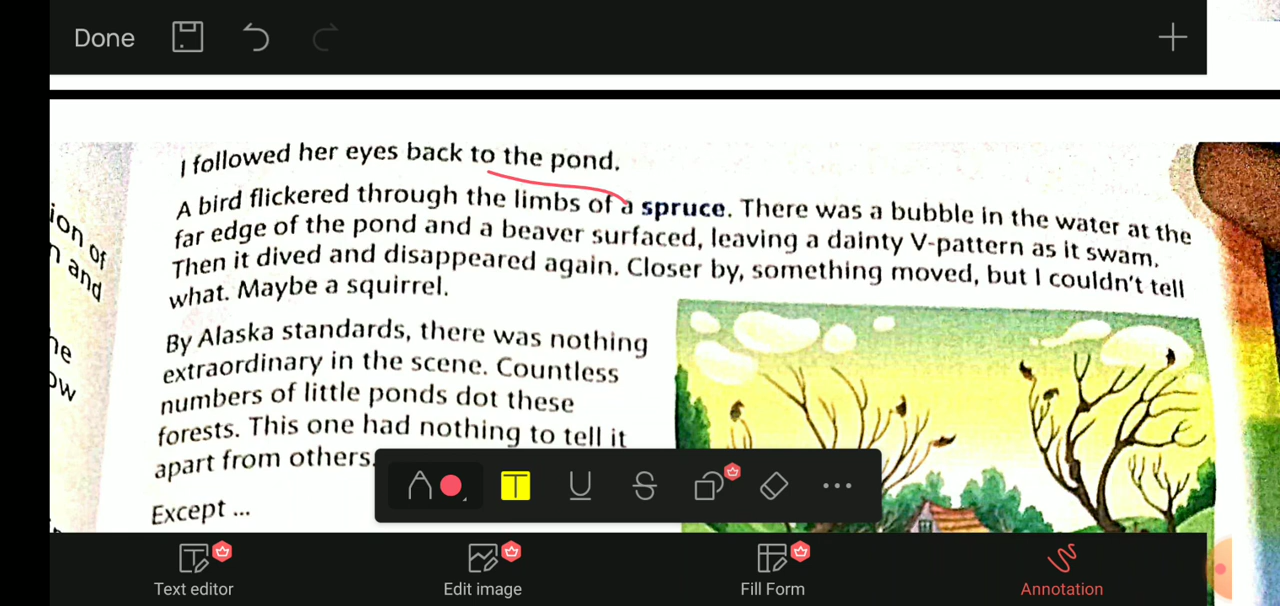 Done
I followed her eyes back to the pond.
A bird flickered through the limbs of a spruce. There was a bubble in the water at the
far edge of the pond and a beaver surfaced, leaving a dainty V-pattern as it swam.
Then it dived and disappeared again. Closer by, something moved, but I couldn't tell
what. Maybe a squirrel.
ion of
and
By Alaska standards, there was nothing
extraordinary in the scene. Countless
numbers of little ponds dot these
forests. This one had nothing to tell it
apart from others.
Except ...
Text editor
Edit image
Fill Form
Annotation